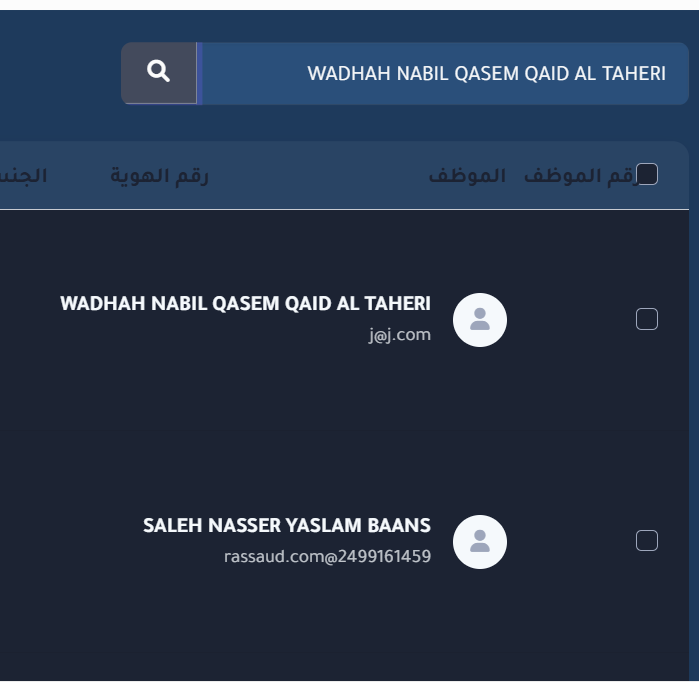 WADHAH NABIL QASEM QAID AL TAHERI
رقم الموظف الموظف رقم الهوية
WADHAH NABIL QASEM QAID AL TAHERI
j@j.com
SALEH NASSER YASLAM BAANS
rassaud.com@2499161459